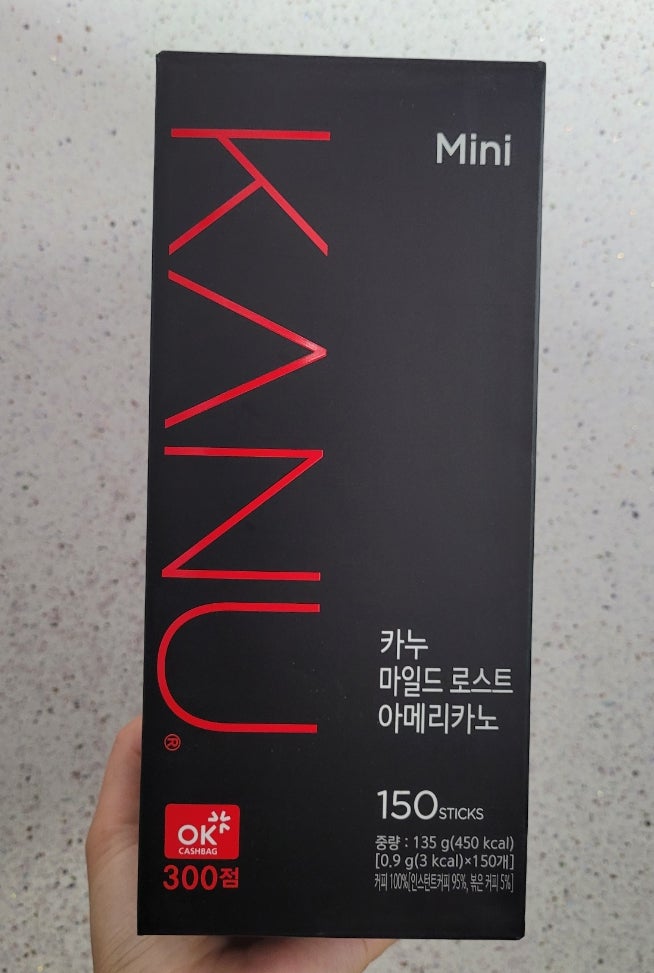 KANU®
Mini
카누
마일드 로스트
아메리카노
150 STICKS
중량 : 135 g(450 kcal)
[0.9 g(3 kcal)×150개]
커피 100%[인스턴트커피 95%, 볶은 커피 5%]
OK
CASHBAG
300점